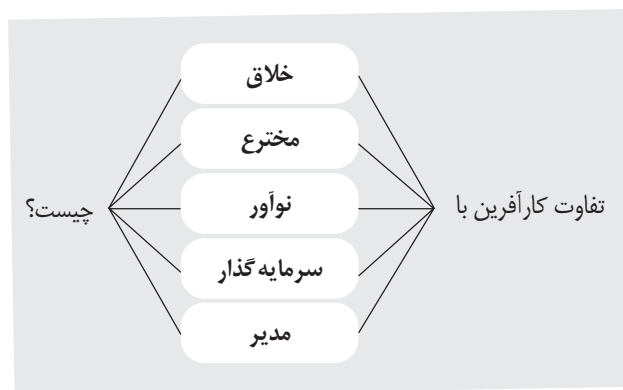 تفاوت کارآفرین با
خلاق
مخترع
نوآور
سرمایه‌گذار
مدیر
چیست؟